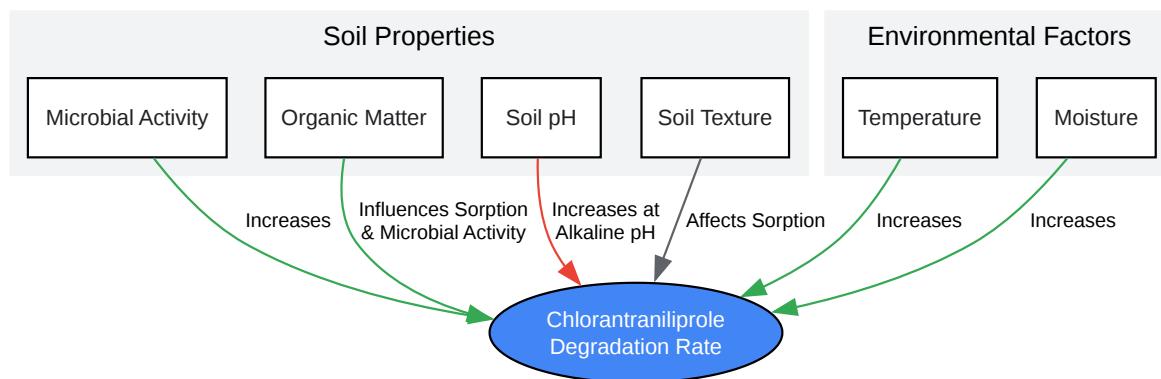 Soil Properties
Environmental Factors
Microbial Activity
Organic Matter
Soil pH
Soil Texture
Temperature
Moisture
Increases
Influences Sorption
& Microbial Activity
Increases at
Alkaline pH
Affects Sorption
Increases
Increases
Chlorantraniliprole
Degradation Rate